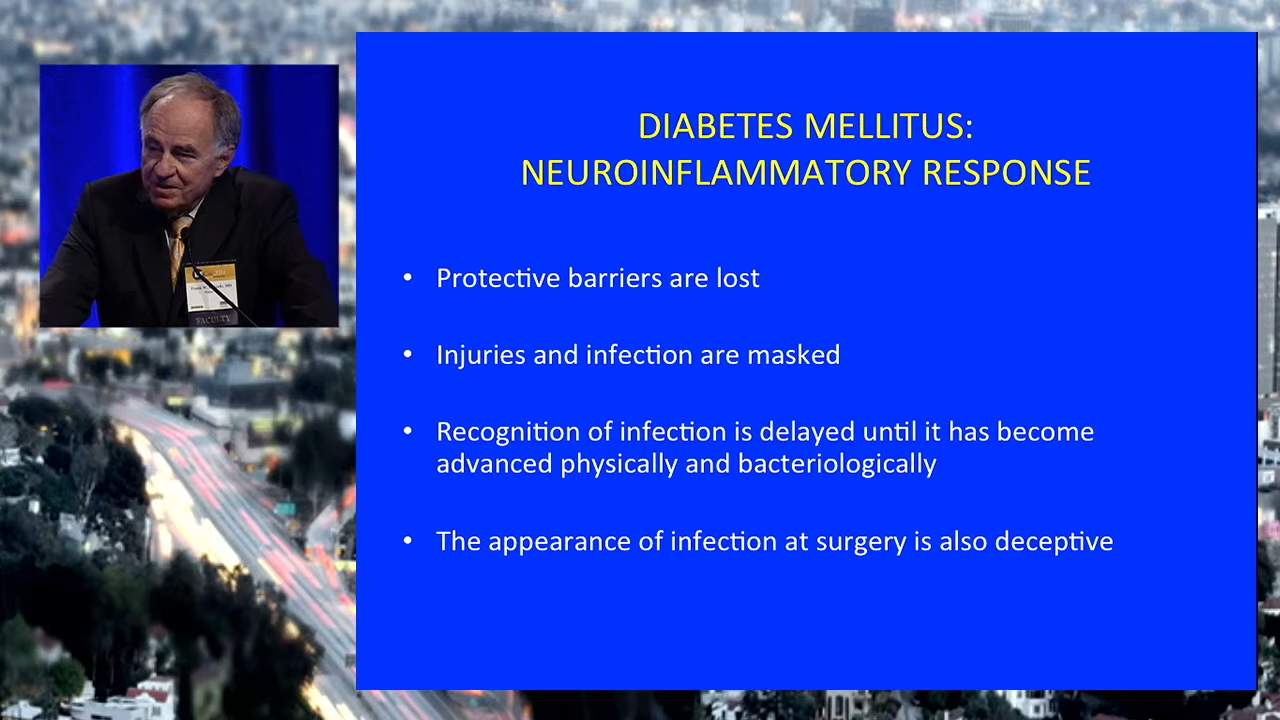 DIABETES MELLITUS:
NEUROINFLAMMATORY RESPONSE
• Protective barriers are lost
• Injuries and infection are masked
• Recognition of infection is delayed until it has become
advanced physically and bacteriologically
• The appearance of infection at surgery is also deceptive
FACULTY